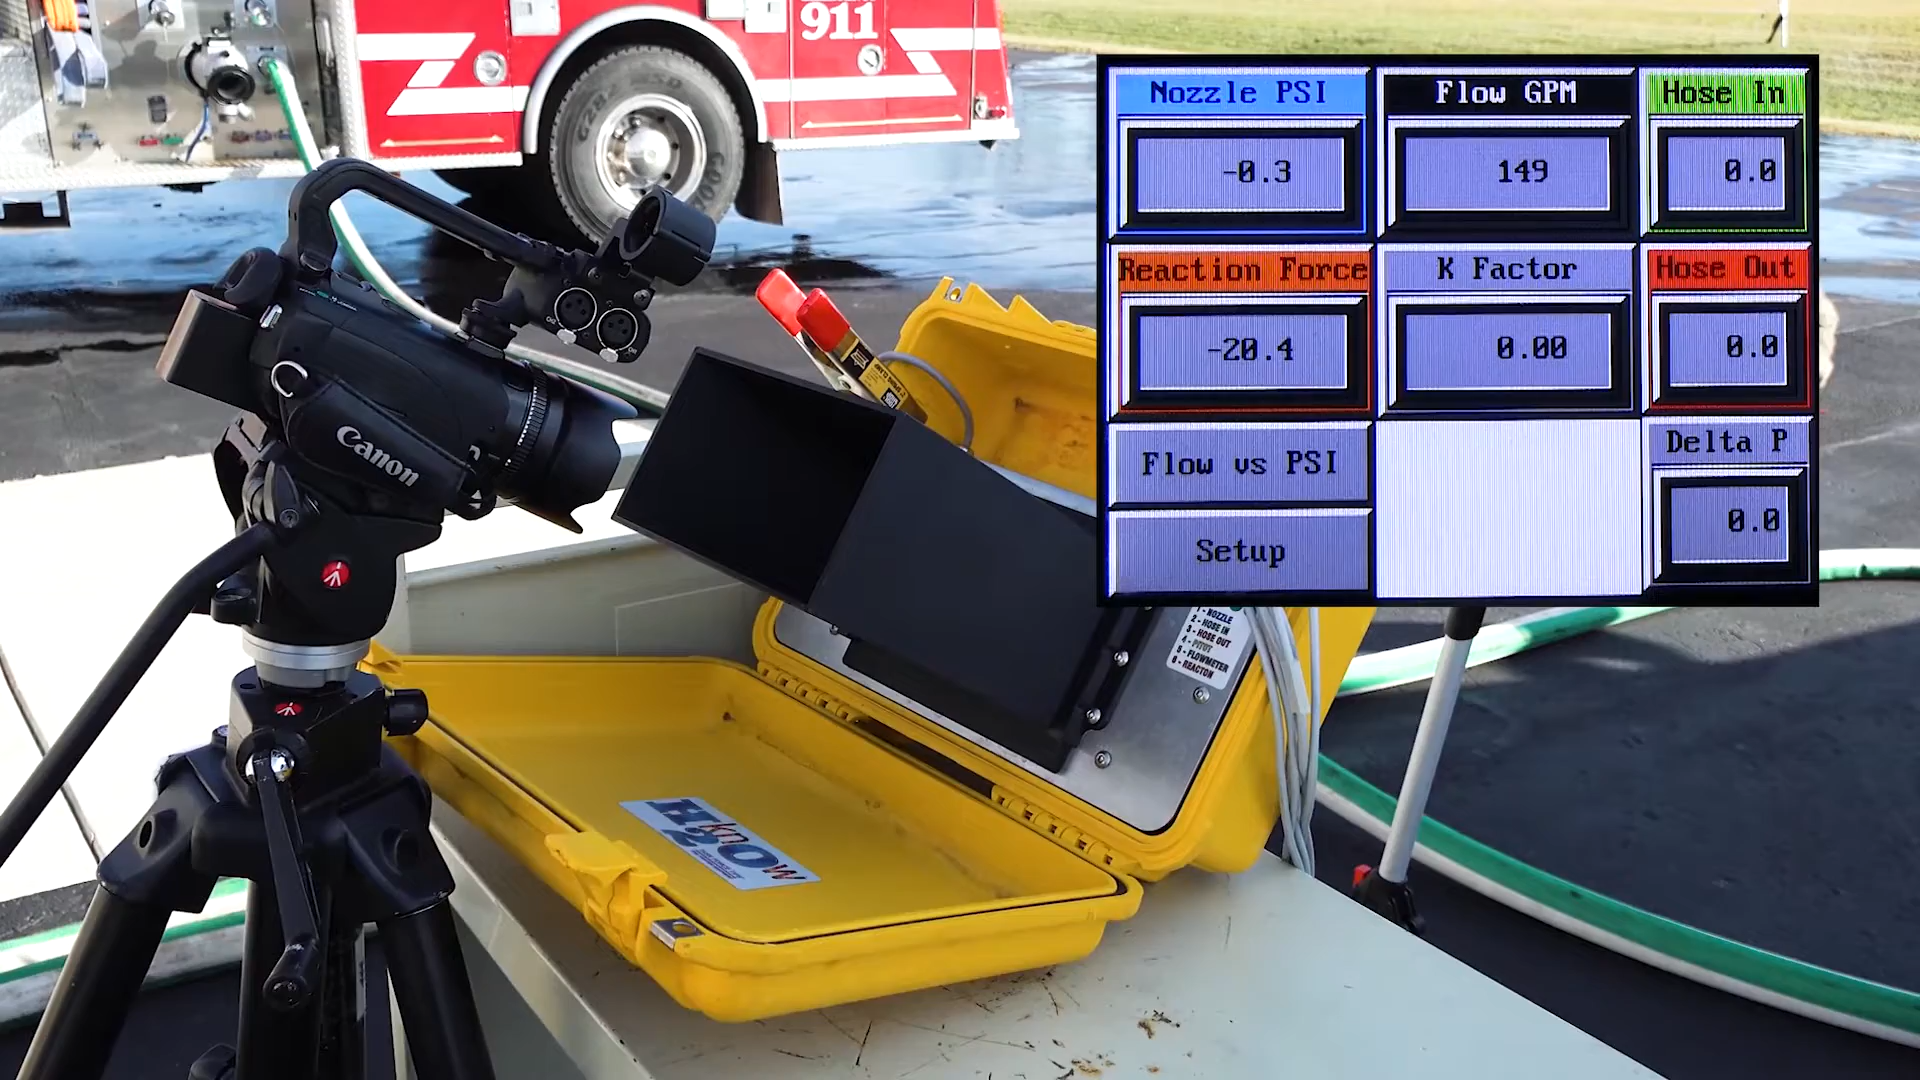 911
Nozzle PSI
Flow GPM
Hose In
-0.3
149
0.0
Reaction Force
K Factor
Hose Out
-20.4
0.00
0.0
Flow vs PSI
Delta P
0.0
Setup
Canon
1 - NOZZLE
2 - HOSE IN
3 - HOSE OUT
4 - PITOT
5 - FLOWMETER
6 - REACTON
H2O
know